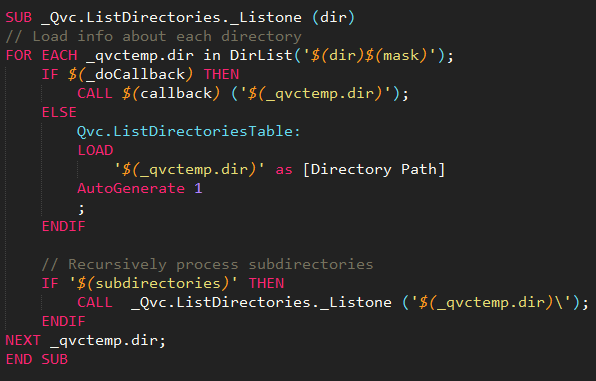 SUB _Qvc.ListDirectories._Listone (dir)
// Load info about each directory
FOR EACH _qvctemp.dir in DirList('$(dir)$(mask)');
    IF $(_doCallback) THEN
        CALL $(callback) ('$(_qvctemp.dir)');
    ELSE
        Qvc.ListDirectoriesTable:
        LOAD
            '$(_qvctemp.dir)' as [Directory Path]
        AutoGenerate 1
        ;
    ENDIF

    // Recursively process subdirectories
    IF '$(subdirectories)' THEN
        CALL  _Qvc.ListDirectories._Listone ('$(_qvctemp.dir)\');
    ENDIF
NEXT _qvctemp.dir;
END SUB